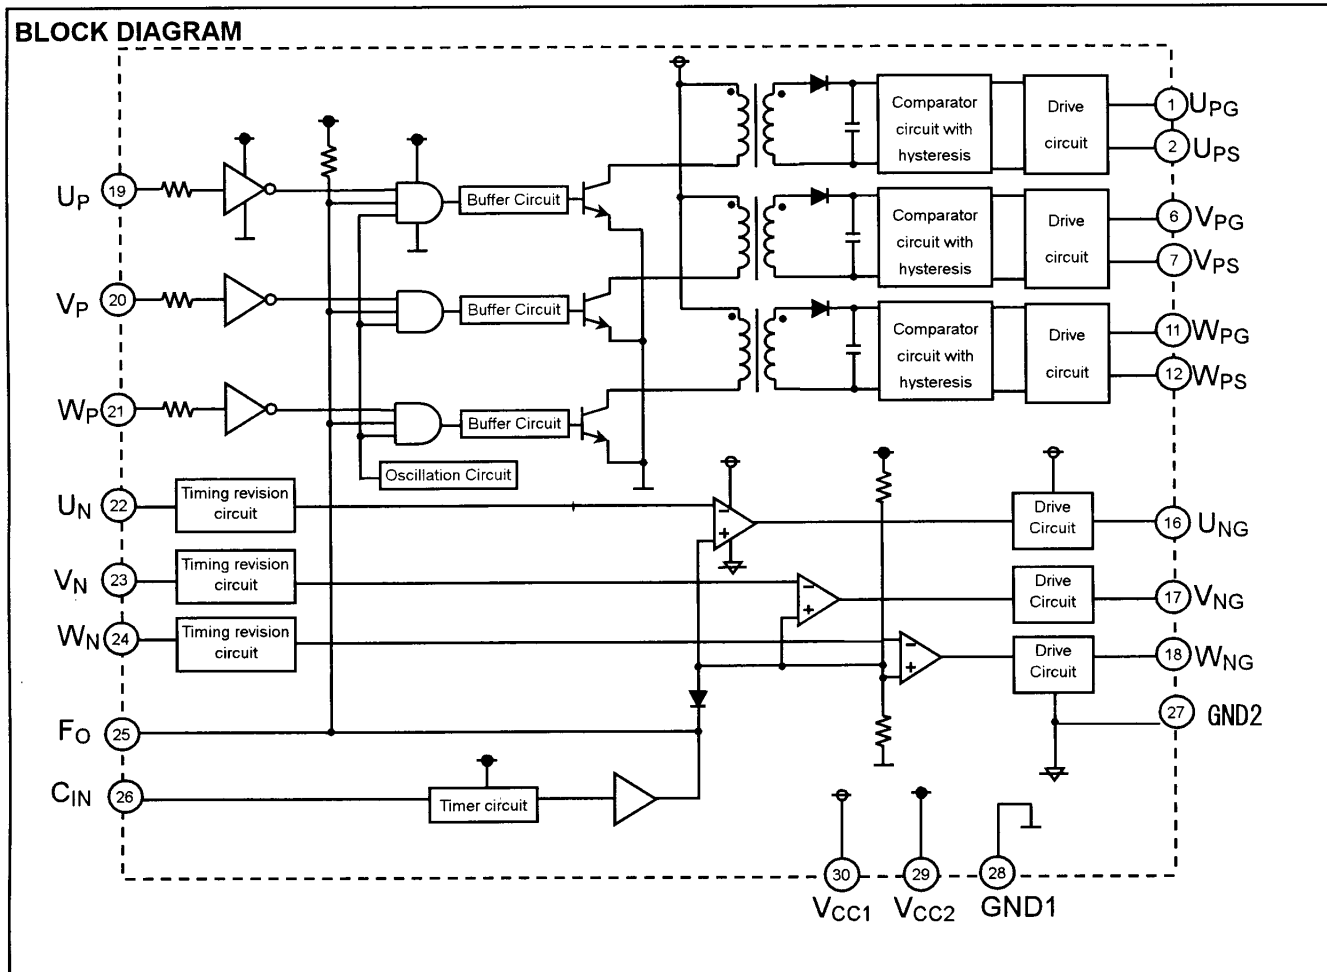 BLOCK DIAGRAM
Comparator
circuit with
hysteresis
Drive
circuit
1
UPG
2
UPS
19
UP
Buffer Circuit
Comparator
circuit with
hysteresis
Drive
circuit
6
VPG
7
VPS
20
VP
Buffer Circuit
Comparator
circuit with
hysteresis
Drive
circuit
11
WPG
12
WPS
21
WP
Buffer Circuit
Oscillation Circuit
UN
22
Timing revision
circuit
−
+
Drive
Circuit
16
UNG
VN
23
Timing revision
circuit
−
+
Drive
Circuit
17
VNG
WN
24
Timing revision
circuit
−
+
Drive
Circuit
18
WNG
27
GND2
FO
25
CIN
26
Timer circuit
30
29
28
VCC1
VCC2
GND1